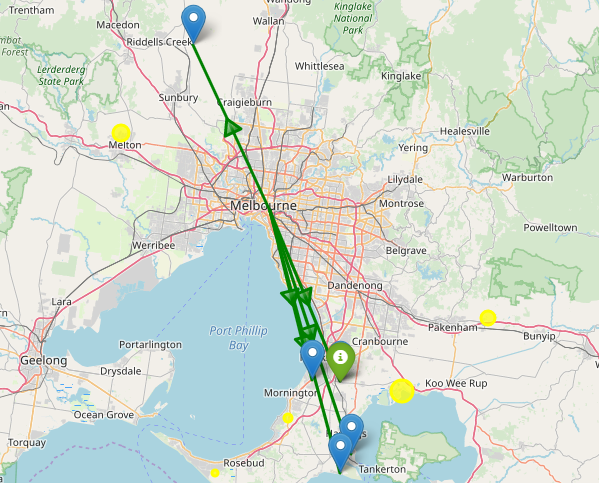 Trentham
Macedon
Wallan
Kinglake
National
Park
Riddells Creek
Whittlesea
Lerderderg
State Park
Kinglake
Sunbury
Craigieburn
Healesville
Melton
Yering
Lilydale
Warburton
Melbourne
Montrose
Powelltown
Werribee
Belgrave
Dandenong
Lara
Port Phillip
Bay
Pakenham
Bunyip
Portarlington
Cranbourne
Geelong
Drysdale
Koo Wee Rup
Mornington
Ocean Grove
Torquay
Rosebud
Tankerton